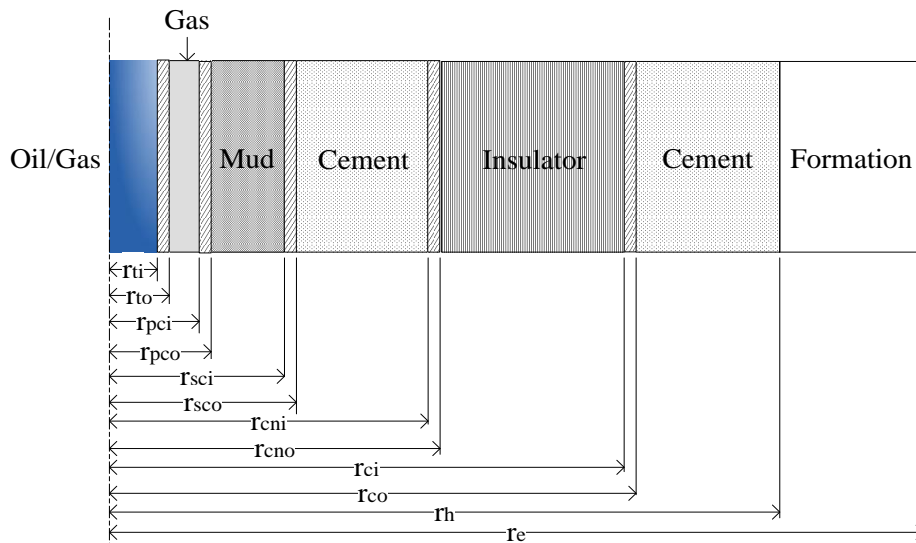 Gas
Oil/Gas Mud Cement Insulator Cement Formation
rti
rto
rpci
rpco
rsci
rsco
rcni
rcno
rci
rco
rh
re